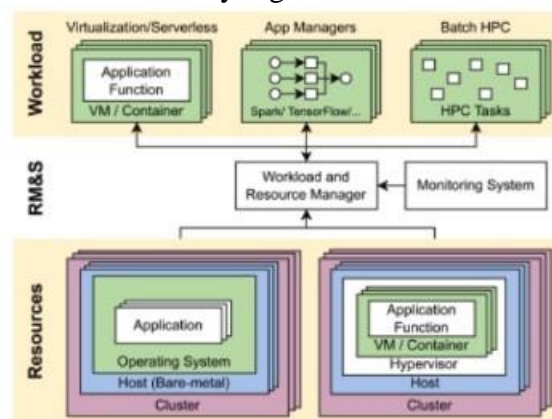 Virtualization/Serverless
App Managers
Batch HPC
Workload
Application
Function
VM / Container
Spark/ TensorFlow/...
HPC Tasks
RM&S
Workload and
Resource Manager
Monitoring System
Resources
Application
Operating System
Host (Bare-metal)
Cluster
Application
Function
VM / Container
Hypervisor
Host
Cluster